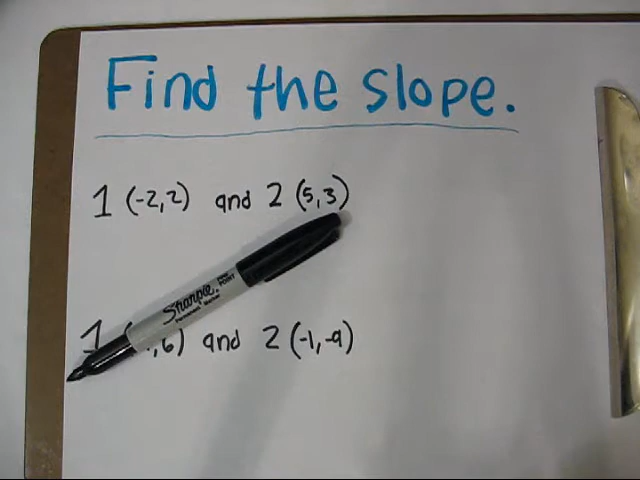 Find the slope.
1 (-2,2) and 2 (5,3)
Sharpie.
1 ( ,6) and 2 (-1,-9)